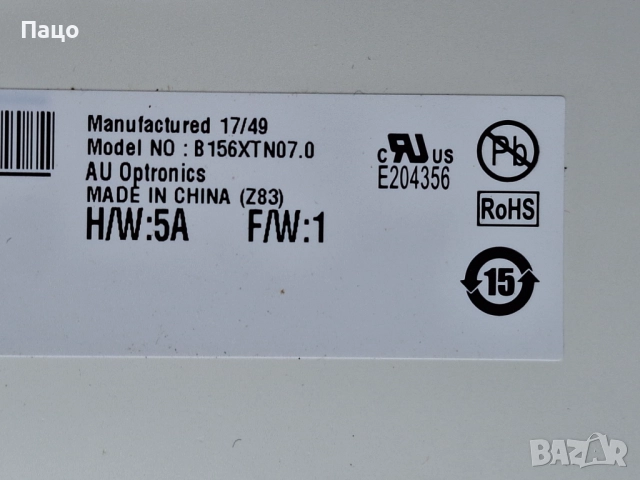 Пацо
Manufactured 17/49
Model NO : B156XTN07.0
AU Optronics
MADE IN CHINA (Z83)
H/W:5A F/W:1
c RU US
E204356
Pb
RoHS
15
BAZAR